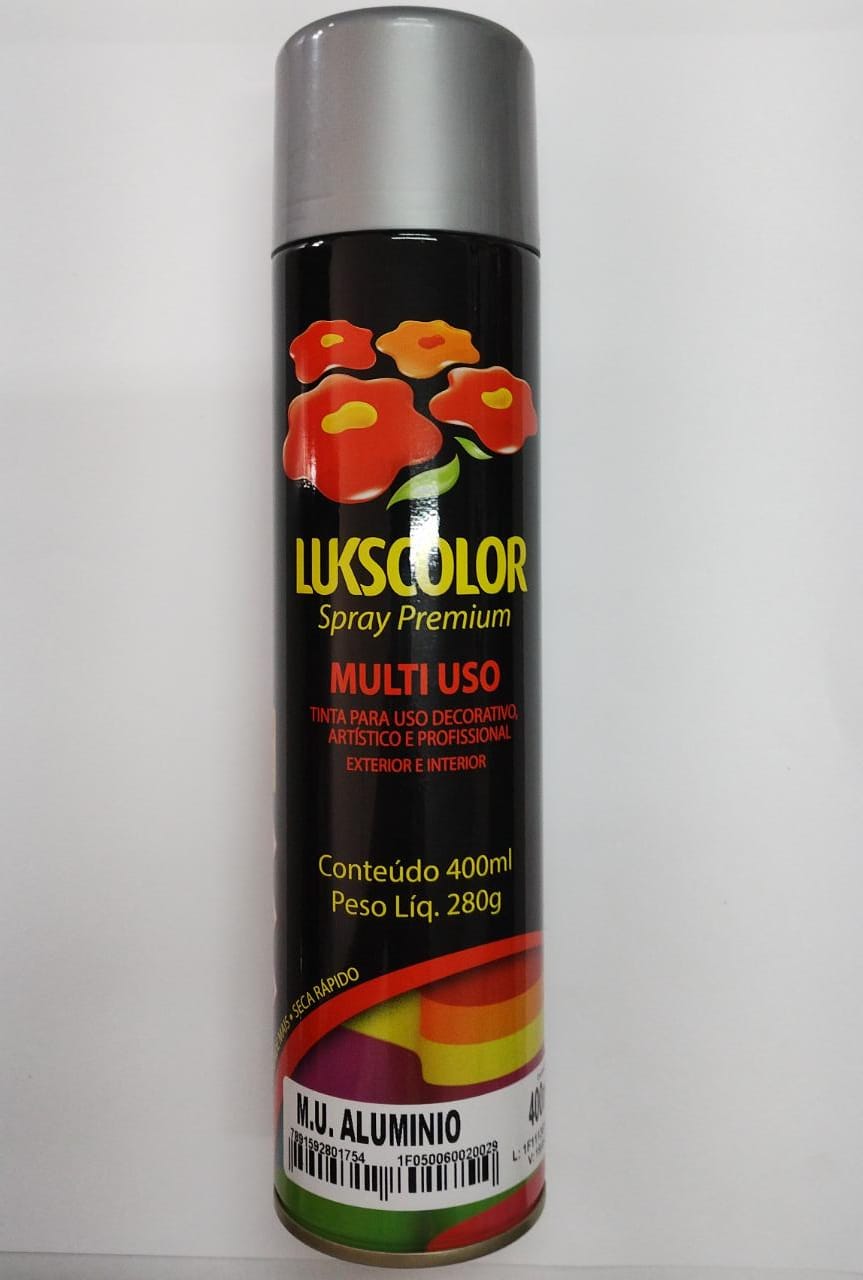 LUKSCOLOR
Spray Premium
MULTI USO
TINTA PARA USO DECORATIVO,
ARTÍSTICO E PROFISSIONAL
EXTERIOR E INTERIOR
Conteúdo 400ml
Peso Líq. 280g
MAIS • SECA RÁPIDO
M.U. ALUMINIO
7891592801754 1F050060020029